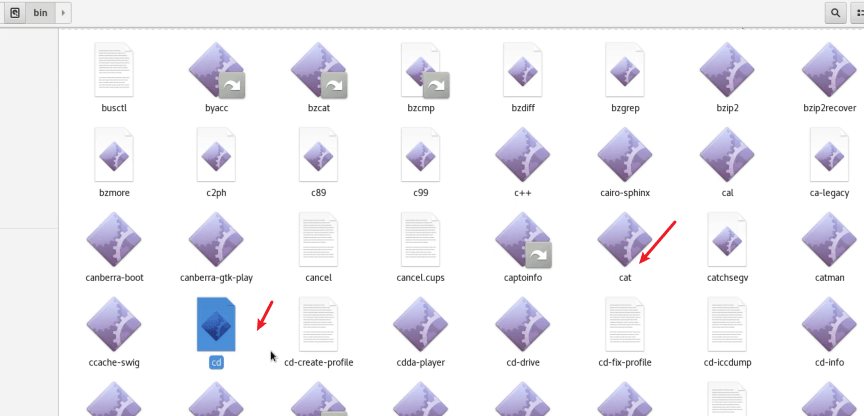 bin
busctl byacc bzcat bzcmp bzdiff bzgrep bzip2 bzip2recover
bzmore c2ph c89 c99 c++ cairo-sphinx cal ca-legacy
canberra-boot canberra-gtk-play cancel cancel.cups captoinfo cat catchsegv catman
ccache-swig cd cd-create-profile cdda-player cd-drive cd-fix-profile cd-iccdump cd-info